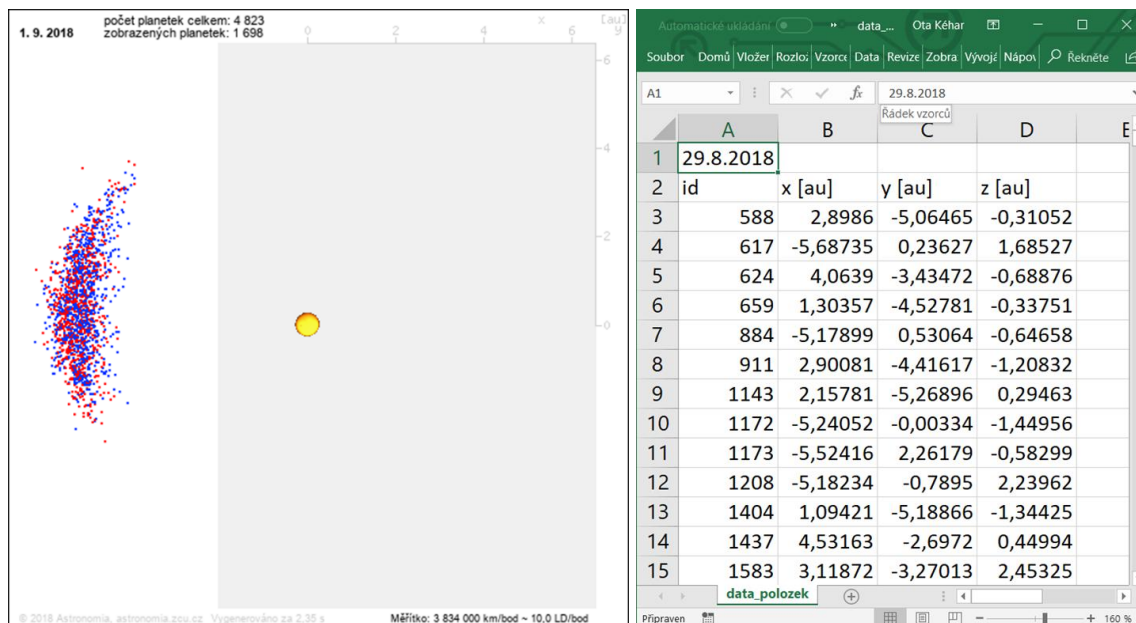 1. 9. 2018
počet planetek celkem: 4 823
zobrazených planetek: 1 698
x [au]
0 2 4 6 9
6
4
2
0
© 2018 Astronomia, astronomia.zcu.cz Vygenerováno za 2,35 s
Měřítko: 3 834 000 km/bod ~ 10,0 LD/bod
Automatické ukládání data_... Ota Kéhar
Soubor Domů Vložer Rozlo: Vzorce Data Revize Zobra Vývojá Nápov Řekněte
A1 fx 29.8.2018
Řádek vzorců
A B C D E
1 29.8.2018
2 id x [au] y [au] z [au]
3 588 2,8986 -5,06465 -0,31052
4 617 -5,68735 0,23627 1,68527
5 624 4,0639 -3,43472 -0,68876
6 659 1,30357 -4,52781 -0,33751
7 884 -5,17899 0,53064 -0,64658
8 911 2,90081 -4,41617 -1,20832
9 1143 2,15781 -5,26896 0,29463
10 1172 -5,24052 -0,00334 -1,44956
11 1173 -5,52416 2,26179 -0,58299
12 1208 -5,18234 -0,7895 2,23962
13 1404 1,09421 -5,18866 -1,34425
14 1437 4,53163 -2,6972 0,44994
15 1583 3,11872 -3,27013 2,45325
data_polozek
Připraven 160 %